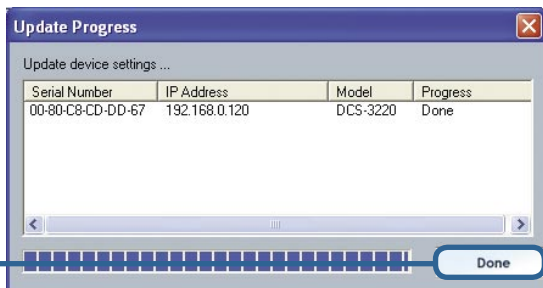 Update Progress
Update device settings ...
Serial Number IP Address Model Progress
00-80-C8-CD-DD-67 192.168.0.120 DCS-3220 Done
Done